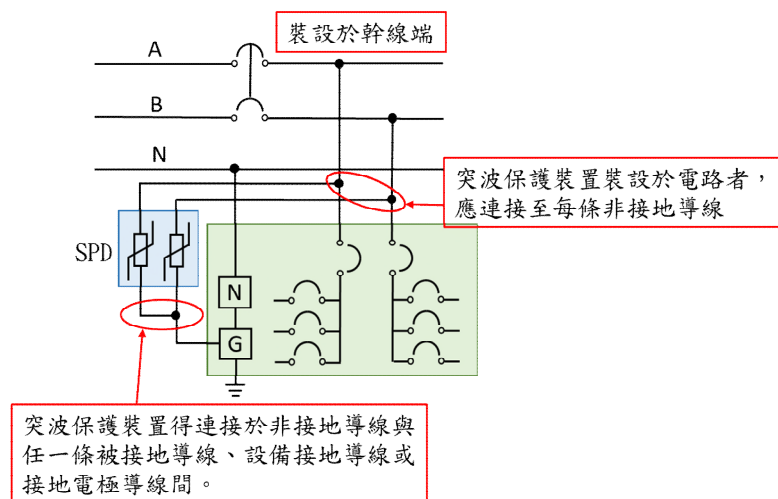 裝設於幹線端
A
B
N
突波保護裝置裝設於電路者，
應連接至每條非接地導線
SPD
N
G
突波保護裝置得連接於非接地導線與
任一條被接地導線、設備接地導線或
接地電極導線間。